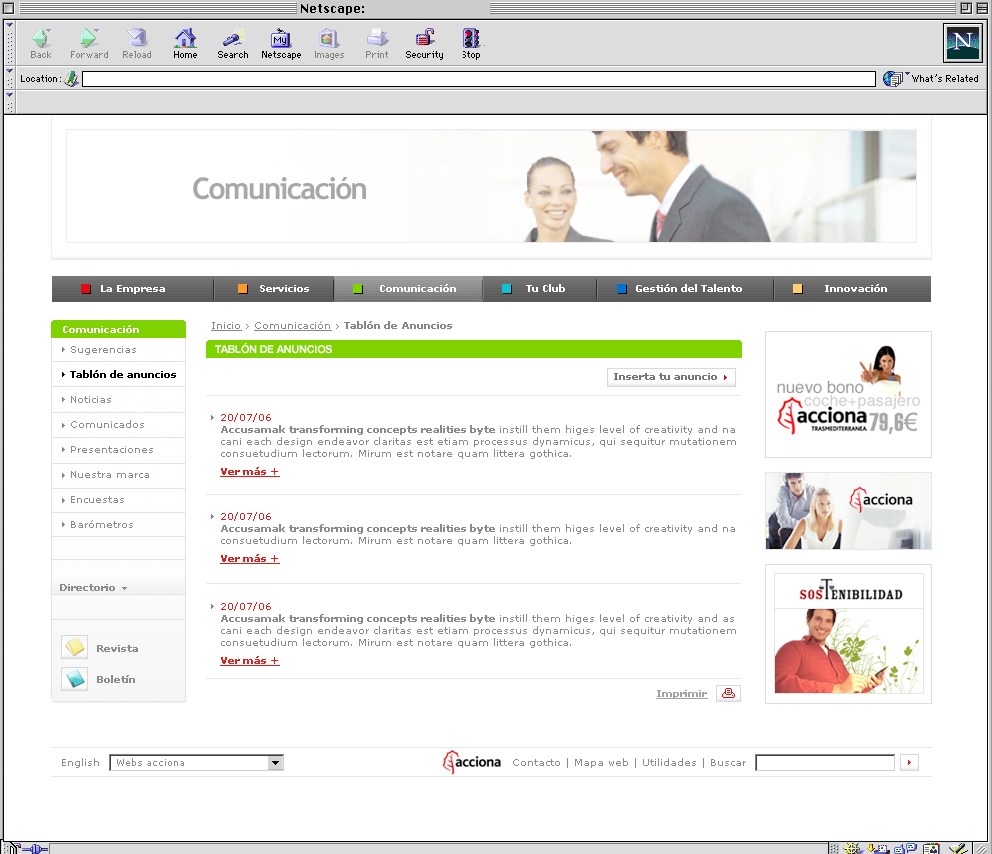 Netscape:
Back Forward Reload Home Search Netscape Images Print Security Stop
My
N
Location: What's Related
Comunicación
La Empresa Servicios Comunicación Tu Club Gestión del Talento Innovación
Comunicación
Sugerencias
Tablón de anuncios
Noticias
Comunicados
Presentaciones
Nuestra marca
Encuestas
Barómetros
Directorio
Revista
Boletín
Inicio > Comunicación > Tablón de Anuncios
TABLÓN DE ANUNCIOS
Inserta tu anuncio
20/07/06
Accusamak transforming concepts realities byte instill them higes level of creativity and na
cani each design endeavor claritas est etiam processus dynamicus, qui sequitur mutationem
consuetudium lectorum. Mirum est notare quam littera gothica.
Ver más +
20/07/06
Accusamak transforming concepts realities byte instill them higes level of creativity and na
consuetudium lectorum. Mirum est notare quam littera gothica.
Ver más +
20/07/06
Accusamak transforming concepts realities byte instill them higes level of creativity and as
cani each design endeavor claritas est etiam processus dynamicus, qui sequitur mutationem
consuetudium lectorum. Mirum est notare quam littera gothica.
Ver más +
Imprimir
nuevo bono
coche+pasajero
acciona 79,6€
TRASMEDITERRANEA
acciona
SOSTENIBILIDAD
English Webs acciona acciona Contacto | Mapa web | Utilidades | Buscar